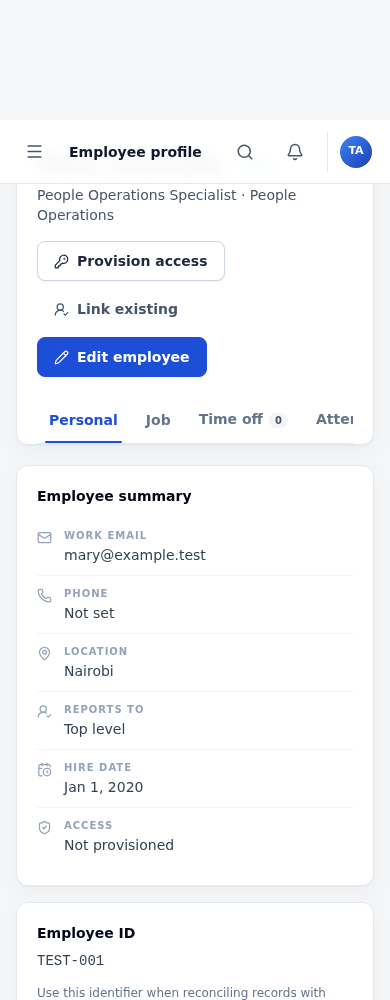 Employee profile
TA
People Operations Specialist · People
Operations
Provision access
Link existing
Edit employee
Personal Job Time off 0 Atter
Employee summary
WORK EMAIL
mary@example.test
PHONE
Not set
LOCATION
Nairobi
REPORTS TO
Top level
HIRE DATE
Jan 1, 2020
ACCESS
Not provisioned
Employee ID
TEST-001
Use this identifier when reconciling records with